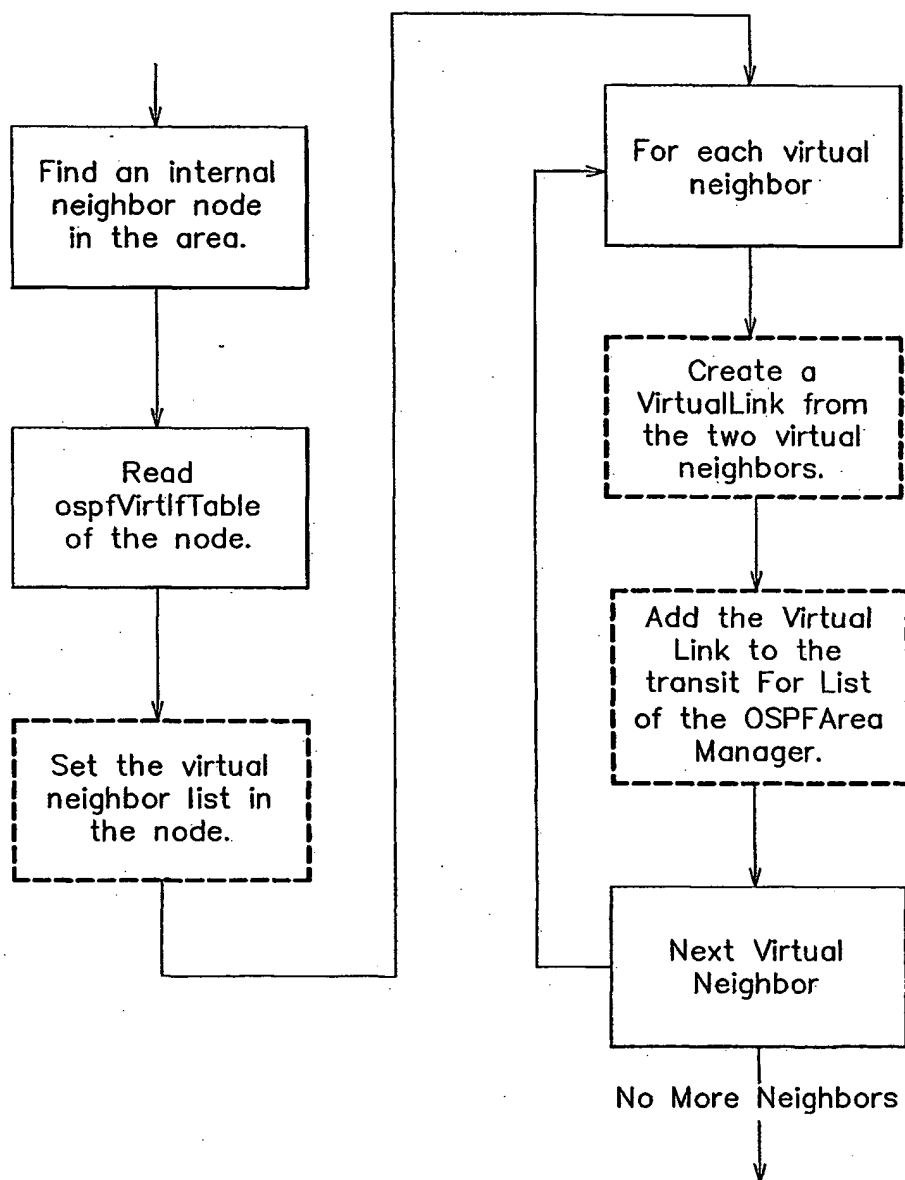 Find an internal
neighbor node
in the area.
Read
ospfVirtIfTable
of the node.
Set the virtual
neighbor list in
the node.
For each virtual
neighbor
Create a
VirtualLink from
the two virtual
neighbors.
Add the Virtual
Link to the
transit For List
of the OSPFArea
Manager.
Next Virtual
Neighbor
No More Neighbors